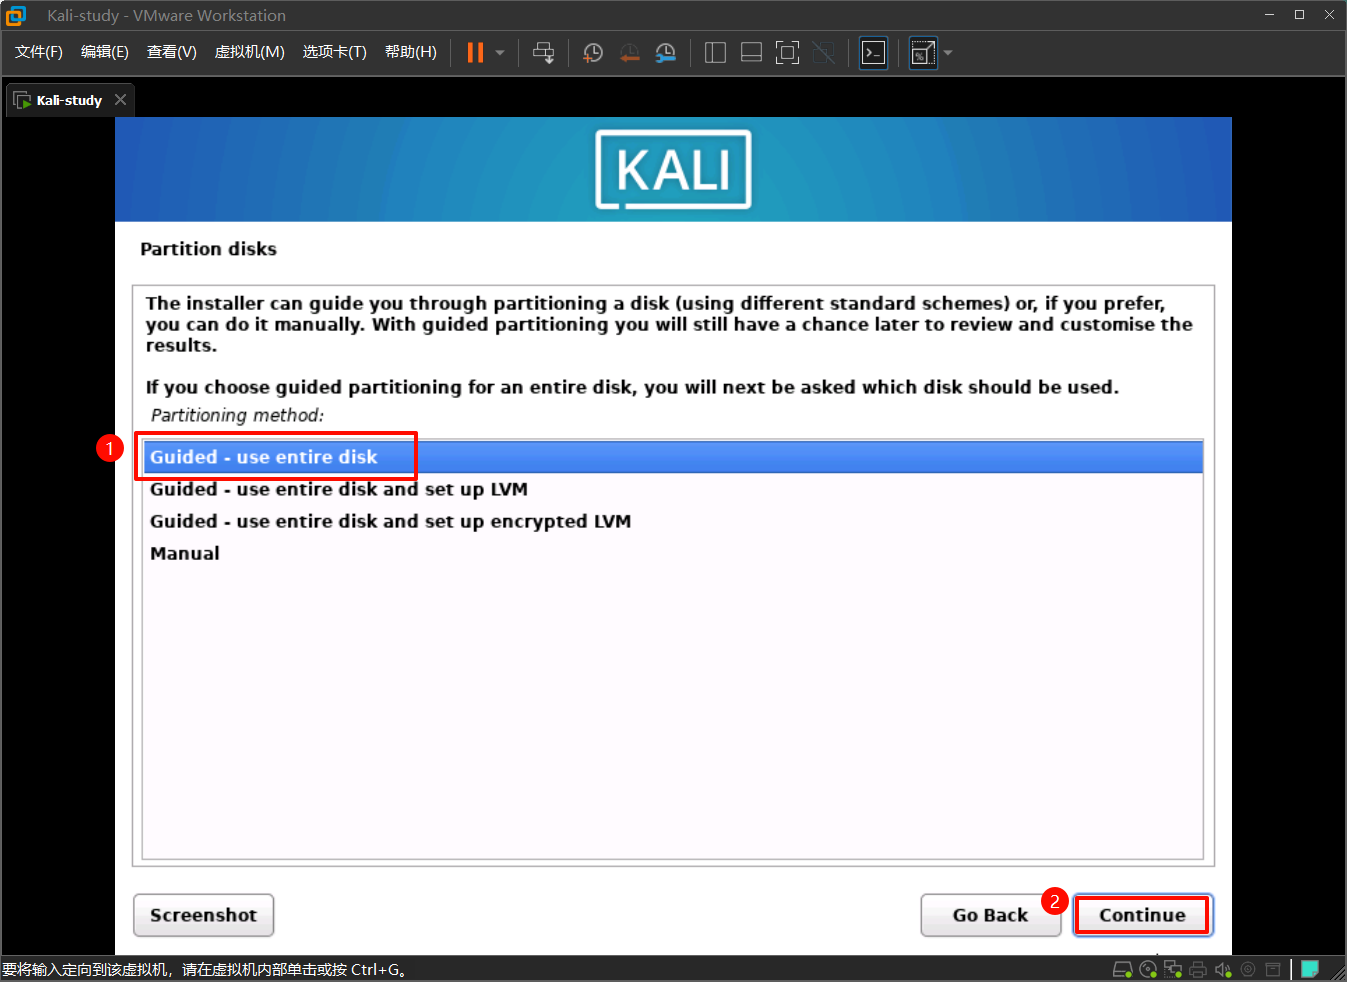 Kali-study - VMware Workstation
文件(F) 编辑(E) 查看(V) 虚拟机(M) 选项卡(T) 帮助(H)
Kali-study
KALI
Partition disks
The installer can guide you through partitioning a disk (using different standard schemes) or, if you prefer,
you can do it manually. With guided partitioning you will still have a chance later to review and customise the
results.
If you choose guided partitioning for an entire disk, you will next be asked which disk should be used.
Partitioning method:
1
Guided - use entire disk
Guided - use entire disk and set up LVM
Guided - use entire disk and set up encrypted LVM
Manual
Screenshot
Go Back
2
Continue
要将输入定向到该虚拟机，请在虚拟机内部单击或按 Ctrl+G。